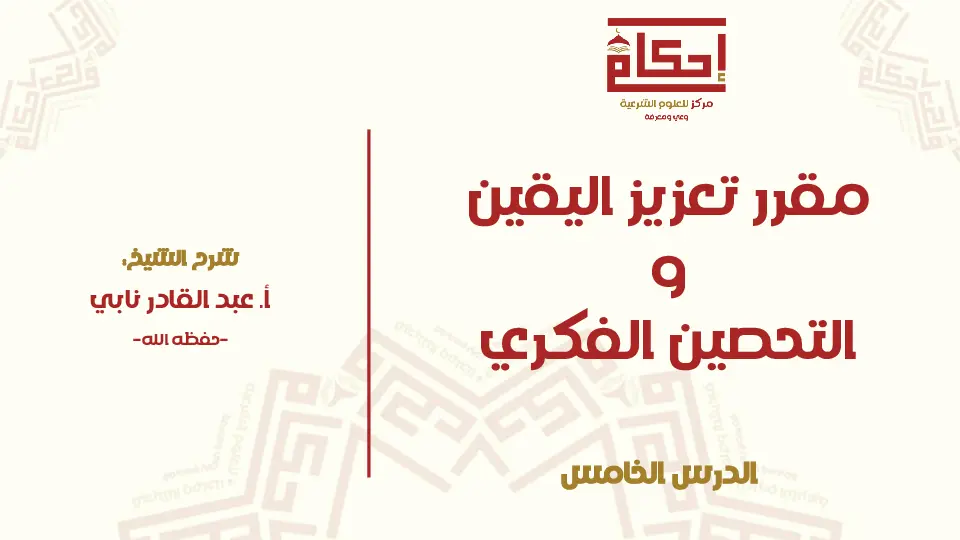 إحكام
مركز للعلوم الشرعية
وعي ومعرفة
مقرر تعزيز اليقين
و
التحصين الفكري
الدرس الخامس
شرح الشيخ:
أ. عبد القادر نابي
-حفظه الله-